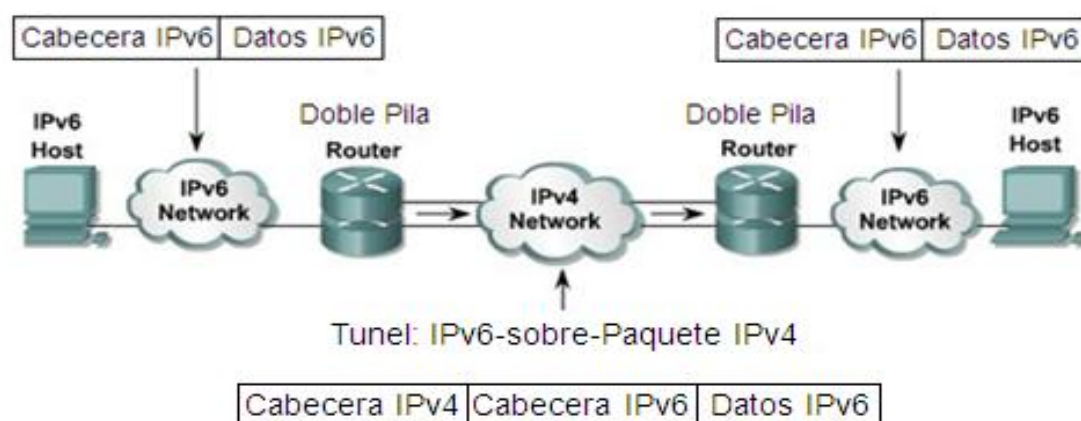 Cabecera IPv6 Datos IPv6
Cabecera IPv6 Datos IPv6
IPv6
Host
IPv6
Network
Doble Pila
Router
IPv4
Network
Doble Pila
Router
IPv6
Network
IPv6
Host
Tunel: IPv6-sobre-Paquete IPv4
Cabecera IPv4 Cabecera IPv6 Datos IPv6